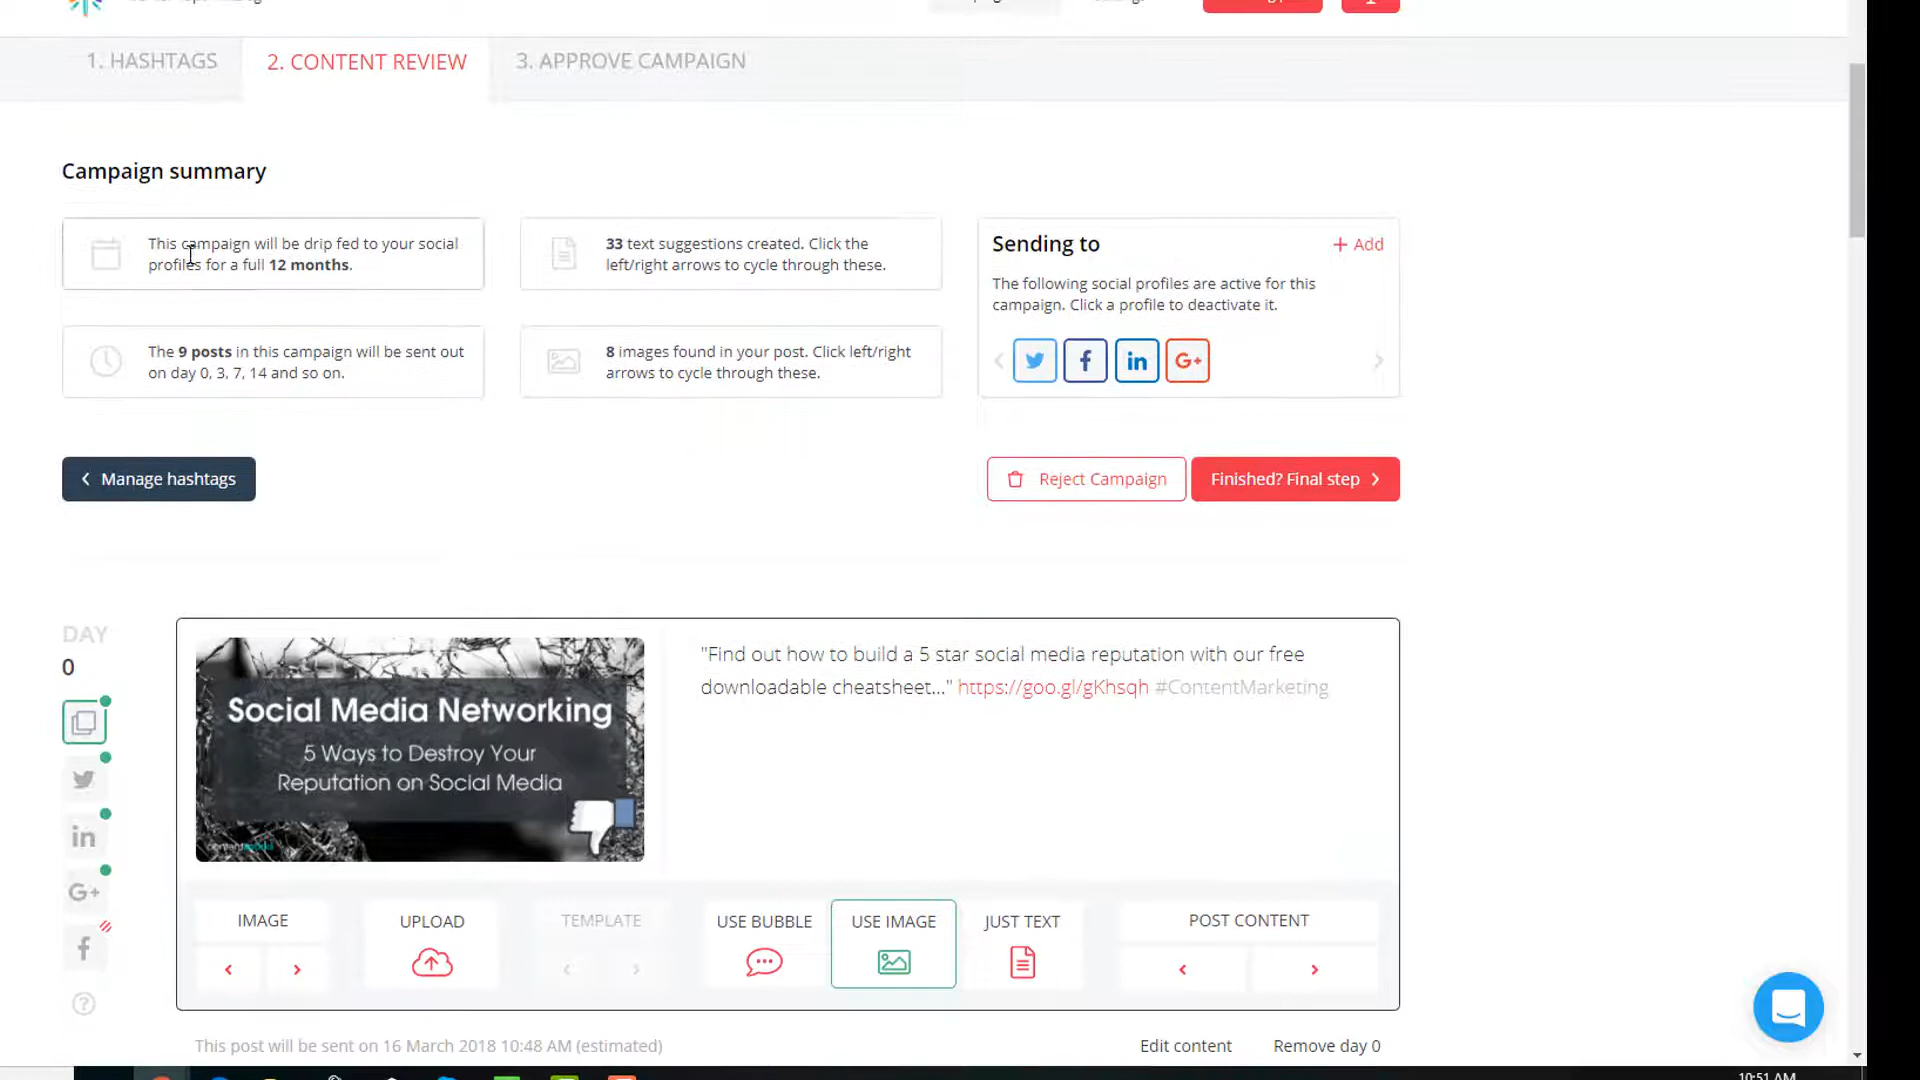 1. HASHTAGS
2. CONTENT REVIEW
3. APPROVE CAMPAIGN
Campaign summary
This campaign will be drip fed to your social
profiles for a full 12 months.
33 text suggestions created. Click the
left/right arrows to cycle through these.
Sending to
+ Add
The following social profiles are active for this
campaign. Click a profile to deactivate it.
The 9 posts in this campaign will be sent out
on day 0, 3, 7, 14 and so on.
8 images found in your post. Click left/right
arrows to cycle through these.
Manage hashtags
Reject Campaign
Finished? Final step
DAY
0
Social Media Networking
5 Ways to Destroy Your
Reputation on Social Media
"Find out how to build a 5 star social media reputation with our free
downloadable cheatsheet..." https://goo.gl/gKhsqh #ContentMarketing
IMAGE
UPLOAD
TEMPLATE
USE BUBBLE
USE IMAGE
JUST TEXT
POST CONTENT
This post will be sent on 16 March 2018 10:48 AM (estimated)
Edit content
Remove day 0
10:51 AM